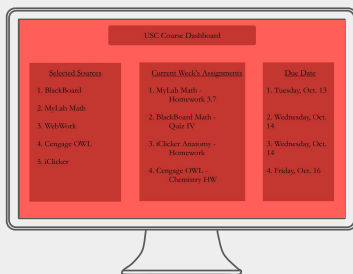 USC Course Dashboard
Selected Sources
1. BlackBoard
2. MyLab Math
3. WebWork
4. Cengage OWL
5. iClicker
Current Week's Assignments
1. MyLab Math -
Homework 3.7
2. BlackBoard Math -
Quiz IV
3. iClicker Anatomy -
Homework
4. Cengage OWL -
Chemistry HW
Due Date
1. Tuesday, Oct. 13
2. Wednesday, Oct.
14
3. Wednesday, Oct.
14
4. Friday, Oct. 16